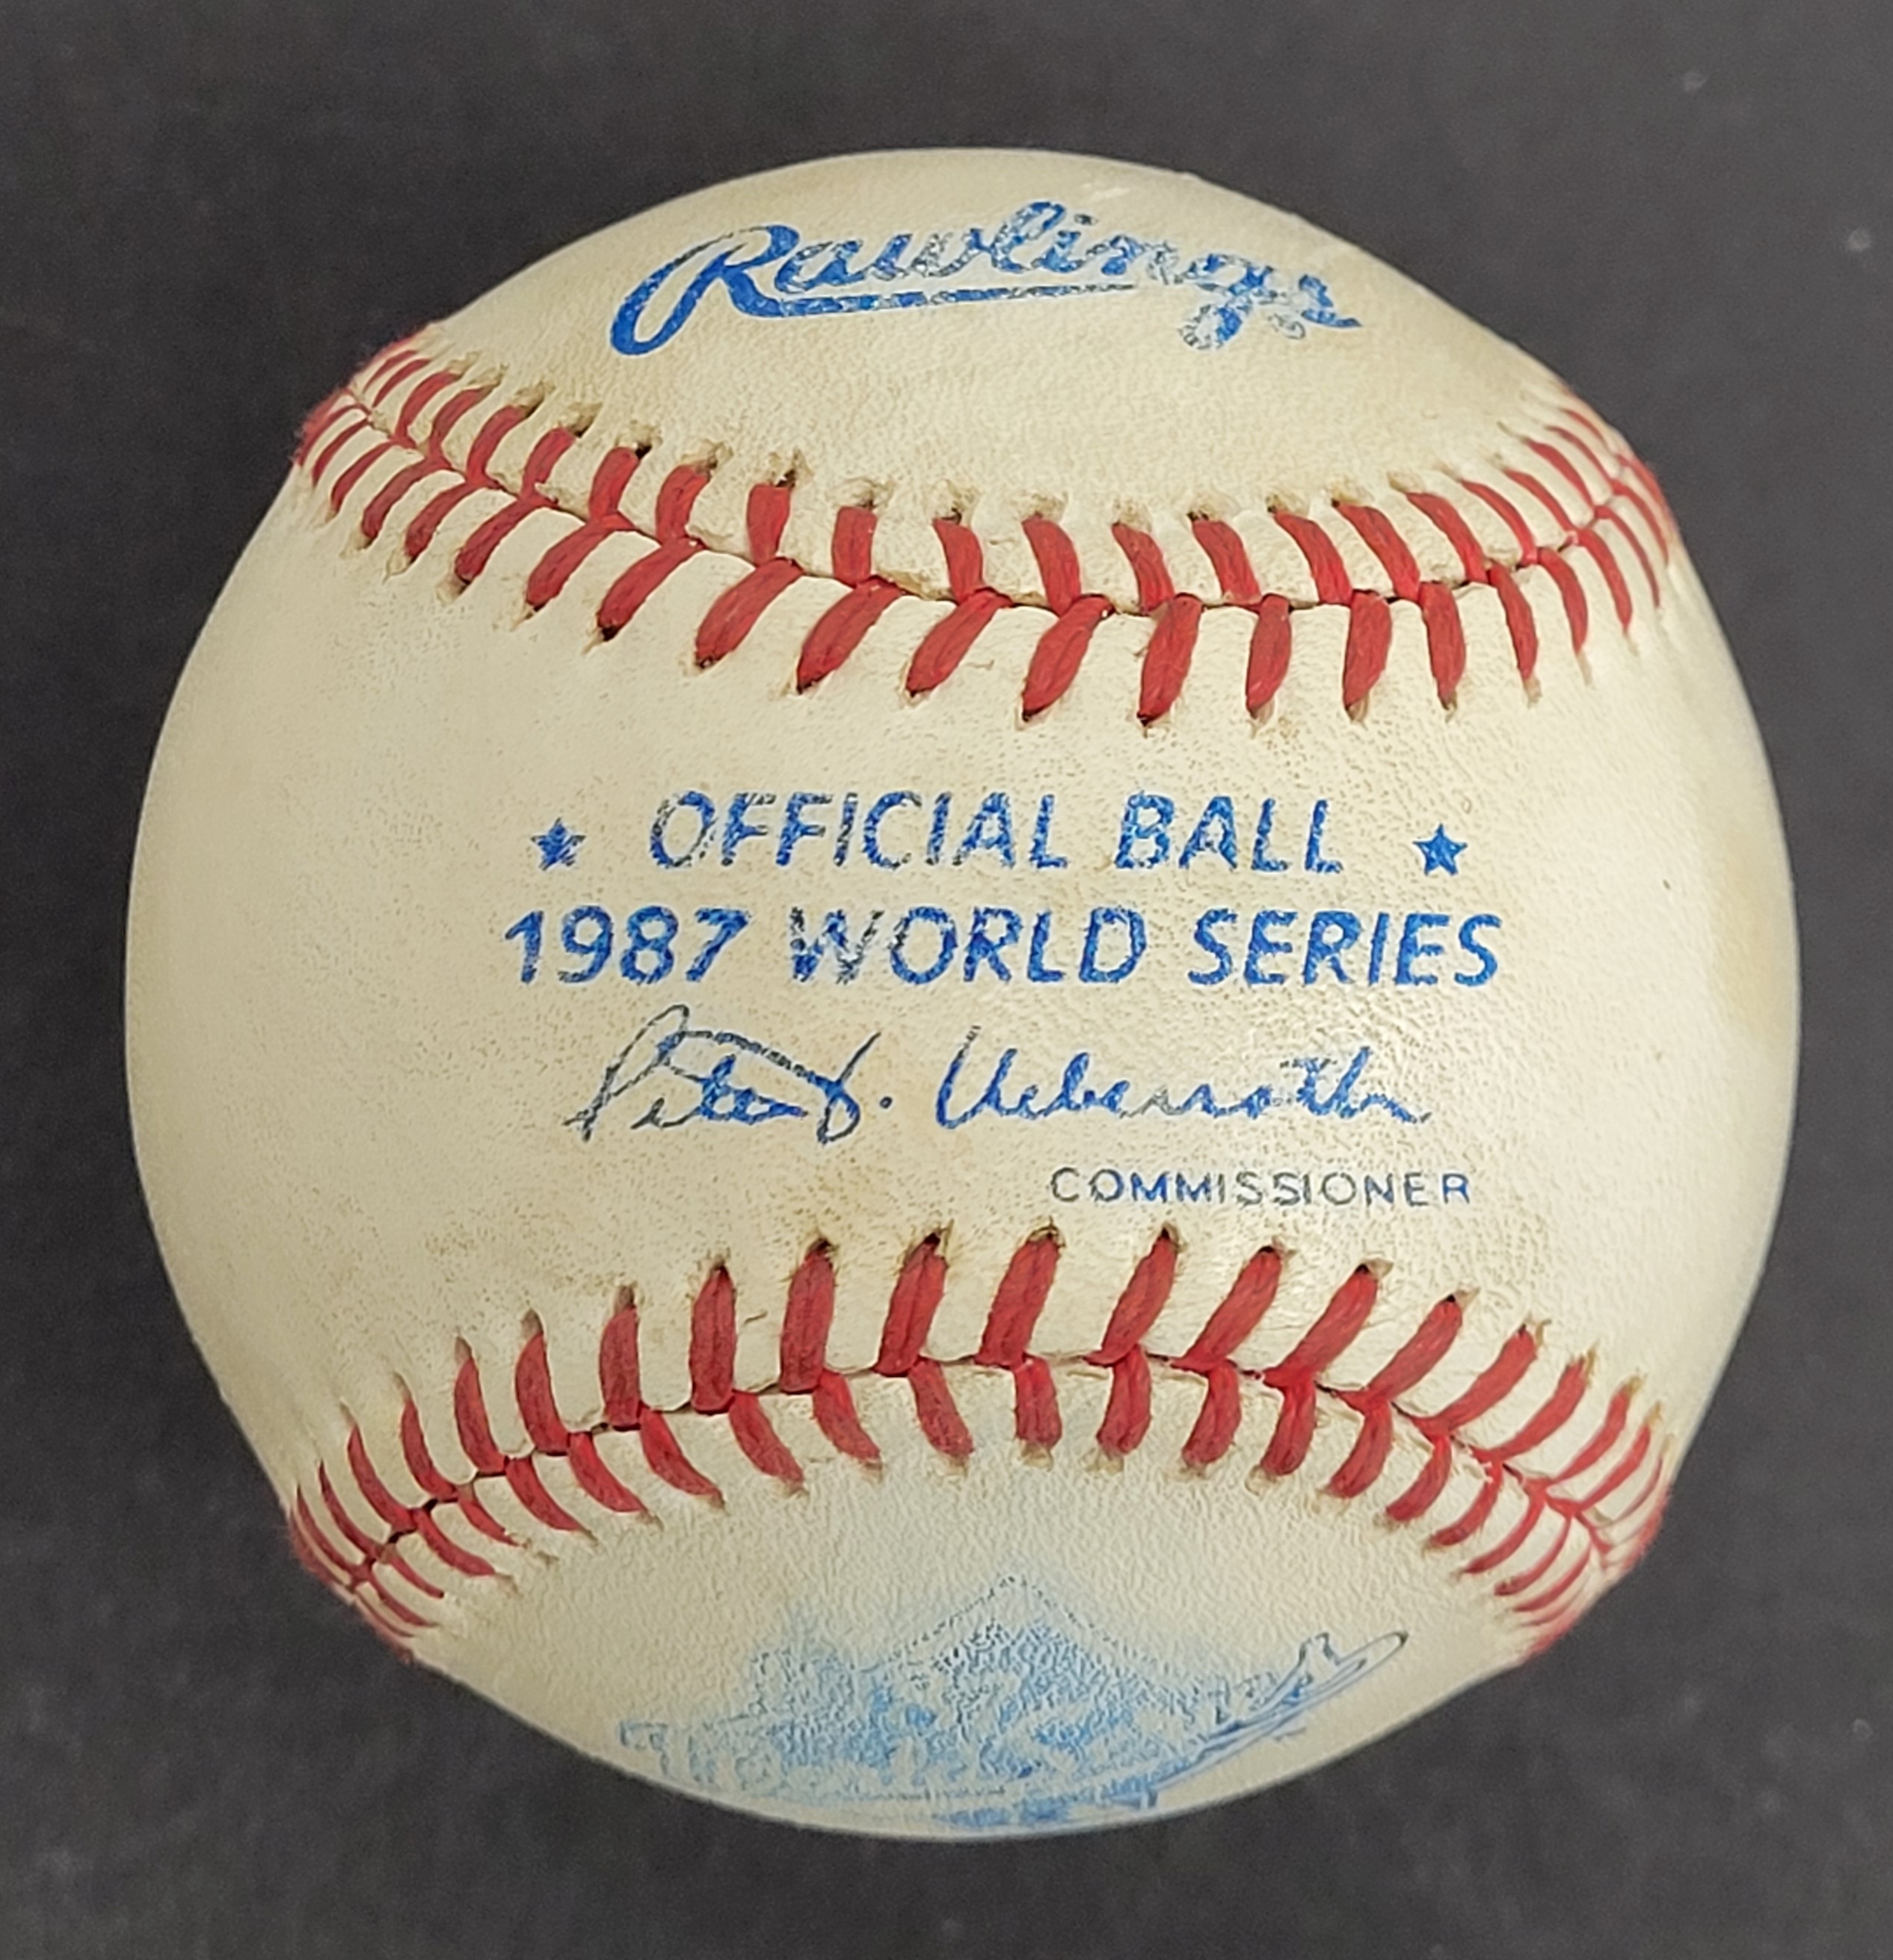 Rawlings
★ OFFICIAL BALL ★
1987 WORLD SERIES
Peter V. Ueberroth
COMMISSIONER